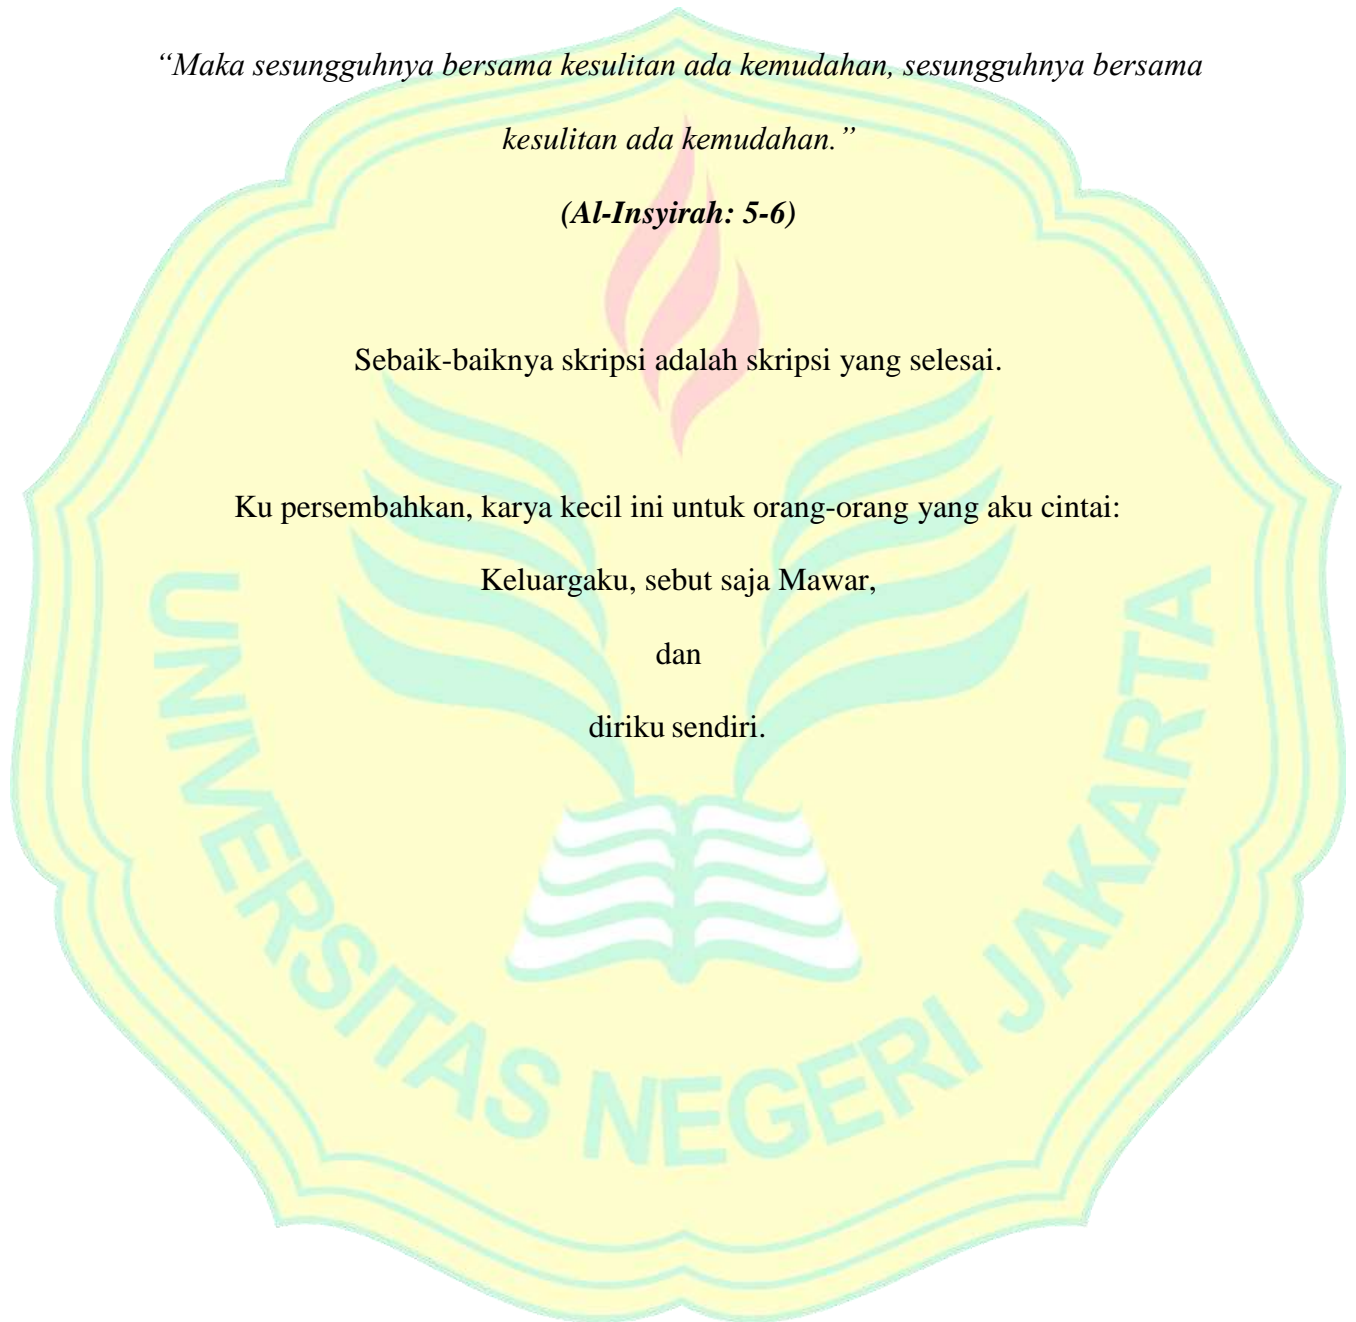 “Maka sesungguhnya bersama kesulitan ada kemudahan, sesungguhnya bersama
kesulitan ada kemudahan.”
(Al-Insyirah: 5-6)
Sebaik-baiknya skripsi adalah skripsi yang selesai.
Ku persembahkan, karya kecil ini untuk orang-orang yang aku cintai:
Keluargaku, sebut saja Mawar,
dan
diriku sendiri.
UNIVERSITAS NEGERI JAKARTA